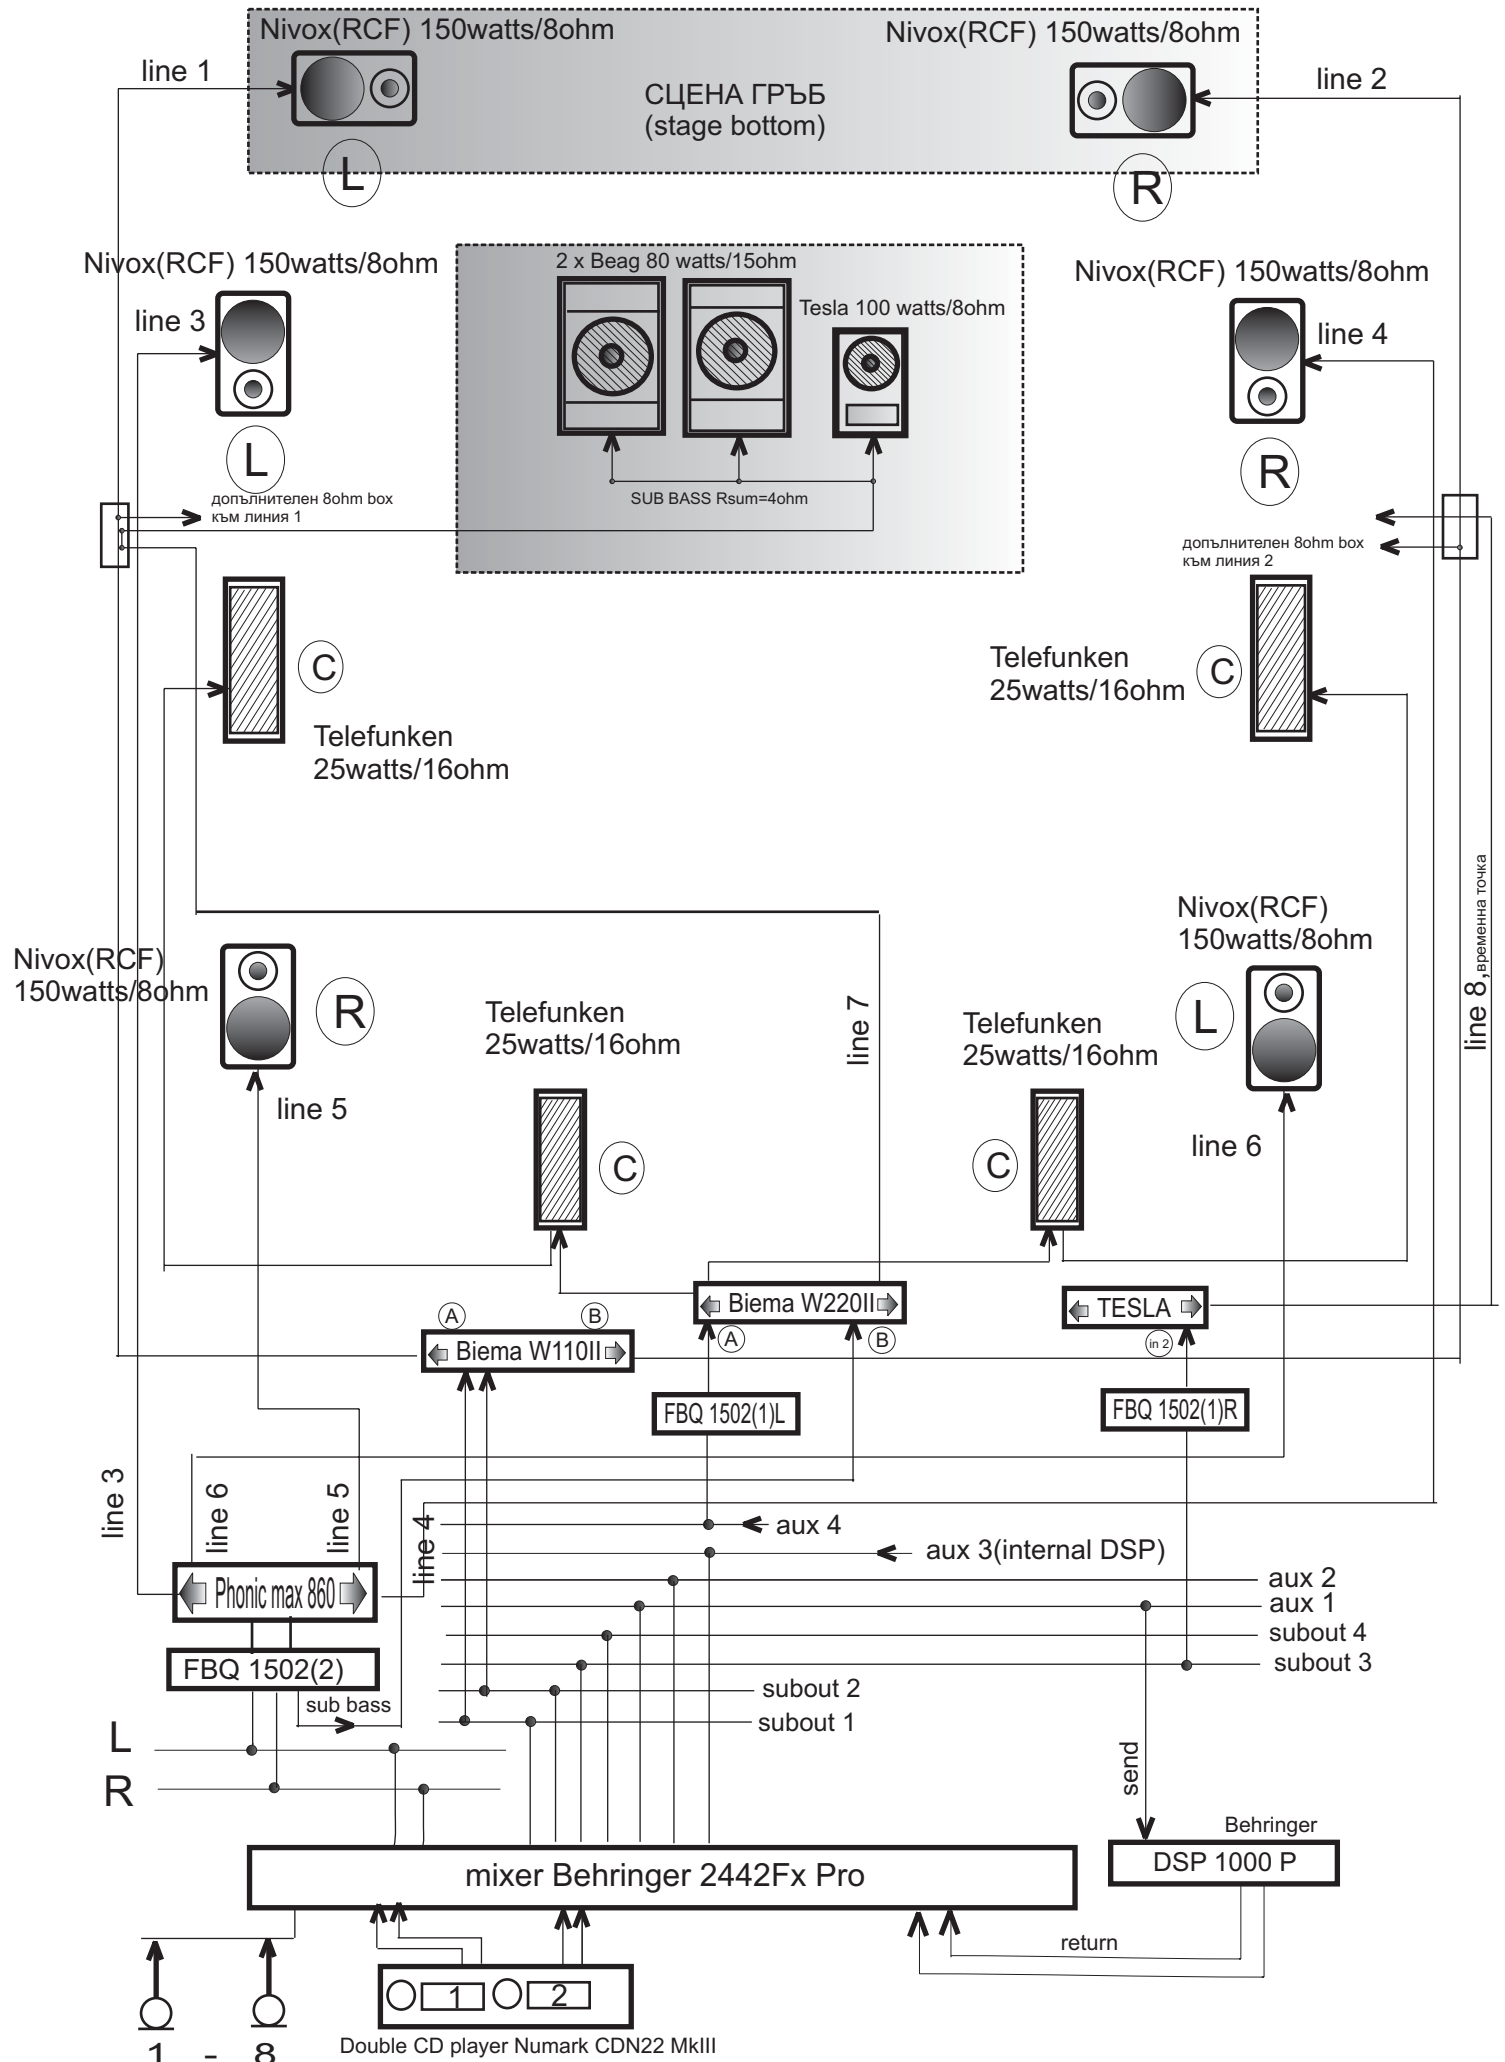 Nivox(RCF) 150watts/8ohm
Nivox(RCF) 150watts/8ohm
line 1
line 2
СЦЕНА ГРЪБ
(stage bottom)
L
R
Nivox(RCF) 150watts/8ohm
2 x Beag 80 watts/15ohm
Nivox(RCF) 150watts/8ohm
Tesla 100 watts/8ohm
line 3
line 4
L
R
SUB BASS Rsum=4ohm
допълнителен 8ohm box
към линия 1
допълнителен 8ohm box
към линия 2
C
C
Telefunken
25watts/16ohm
Telefunken
25watts/16ohm
Nivox(RCF)
150watts/8ohm
Nivox(RCF)
150watts/8ohm
R
L
line 7
line 8,временна точка
Telefunken
25watts/16ohm
Telefunken
25watts/16ohm
line 5
line 6
C
C
Biema W220II
TESLA
A
B
A
B
in 2
Biema W110II
FBQ 1502(1)L
FBQ 1502(1)R
line 3
line 6
line 5
line 4
aux 4
aux 3(internal DSP)
Phonic max 860
aux 2
aux 1
subout 4
subout 3
FBQ 1502(2)
sub bass
subout 2
subout 1
L
R
send
Behringer
mixer Behringer 2442Fx Pro
DSP 1000 P
return
1
2
Double CD player Numark CDN22 MkIII
1 - 8